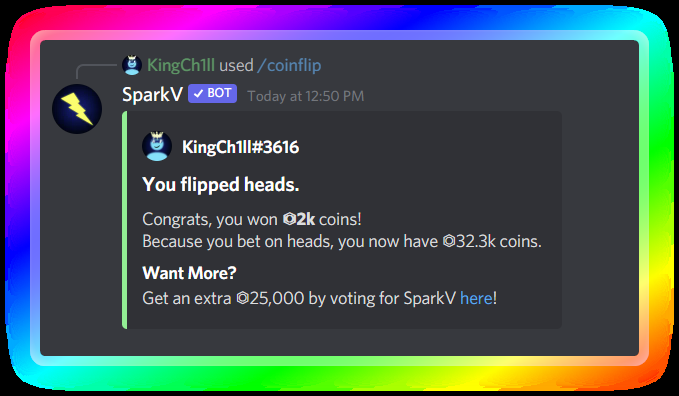 KingCh1ll used /coinflip
SparkV ✓ BOT Today at 12:50 PM
KingCh1ll#3616
You flipped heads.
Congrats, you won 2k coins!
Because you bet on heads, you now have 32.3k coins.
Want More?
Get an extra 25,000 by voting for SparkV here!